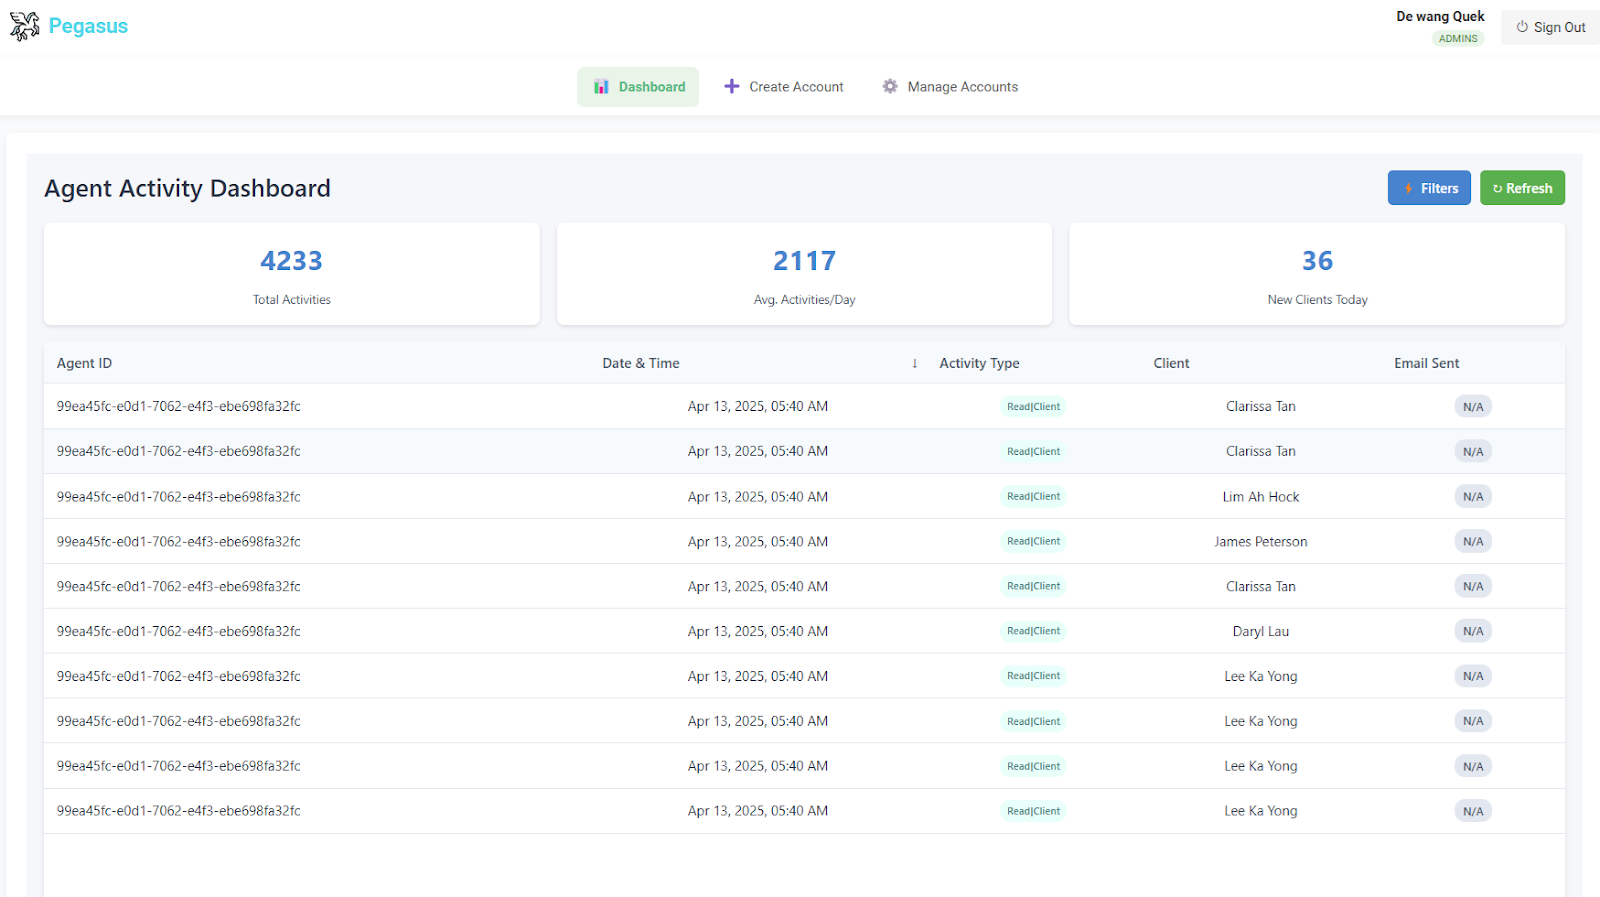 Pegasus
De wang Quek
ADMINS
Sign Out
Dashboard
Create Account
Manage Accounts
Agent Activity Dashboard
Filters
↻ Refresh
4233
Total Activities
2117
Avg. Activities/Day
36
New Clients Today
Agent ID Date & Time ↓ Activity Type Client Email Sent
99ea45fc-e0d1-7062-e4f3-ebe698fa32fc Apr 13, 2025, 05:40 AM Read|Client Clarissa Tan N/A
99ea45fc-e0d1-7062-e4f3-ebe698fa32fc Apr 13, 2025, 05:40 AM Read|Client Clarissa Tan N/A
99ea45fc-e0d1-7062-e4f3-ebe698fa32fc Apr 13, 2025, 05:40 AM Read|Client Lim Ah Hock N/A
99ea45fc-e0d1-7062-e4f3-ebe698fa32fc Apr 13, 2025, 05:40 AM Read|Client James Peterson N/A
99ea45fc-e0d1-7062-e4f3-ebe698fa32fc Apr 13, 2025, 05:40 AM Read|Client Clarissa Tan N/A
99ea45fc-e0d1-7062-e4f3-ebe698fa32fc Apr 13, 2025, 05:40 AM Read|Client Daryl Lau N/A
99ea45fc-e0d1-7062-e4f3-ebe698fa32fc Apr 13, 2025, 05:40 AM Read|Client Lee Ka Yong N/A
99ea45fc-e0d1-7062-e4f3-ebe698fa32fc Apr 13, 2025, 05:40 AM Read|Client Lee Ka Yong N/A
99ea45fc-e0d1-7062-e4f3-ebe698fa32fc Apr 13, 2025, 05:40 AM Read|Client Lee Ka Yong N/A
99ea45fc-e0d1-7062-e4f3-ebe698fa32fc Apr 13, 2025, 05:40 AM Read|Client Lee Ka Yong N/A